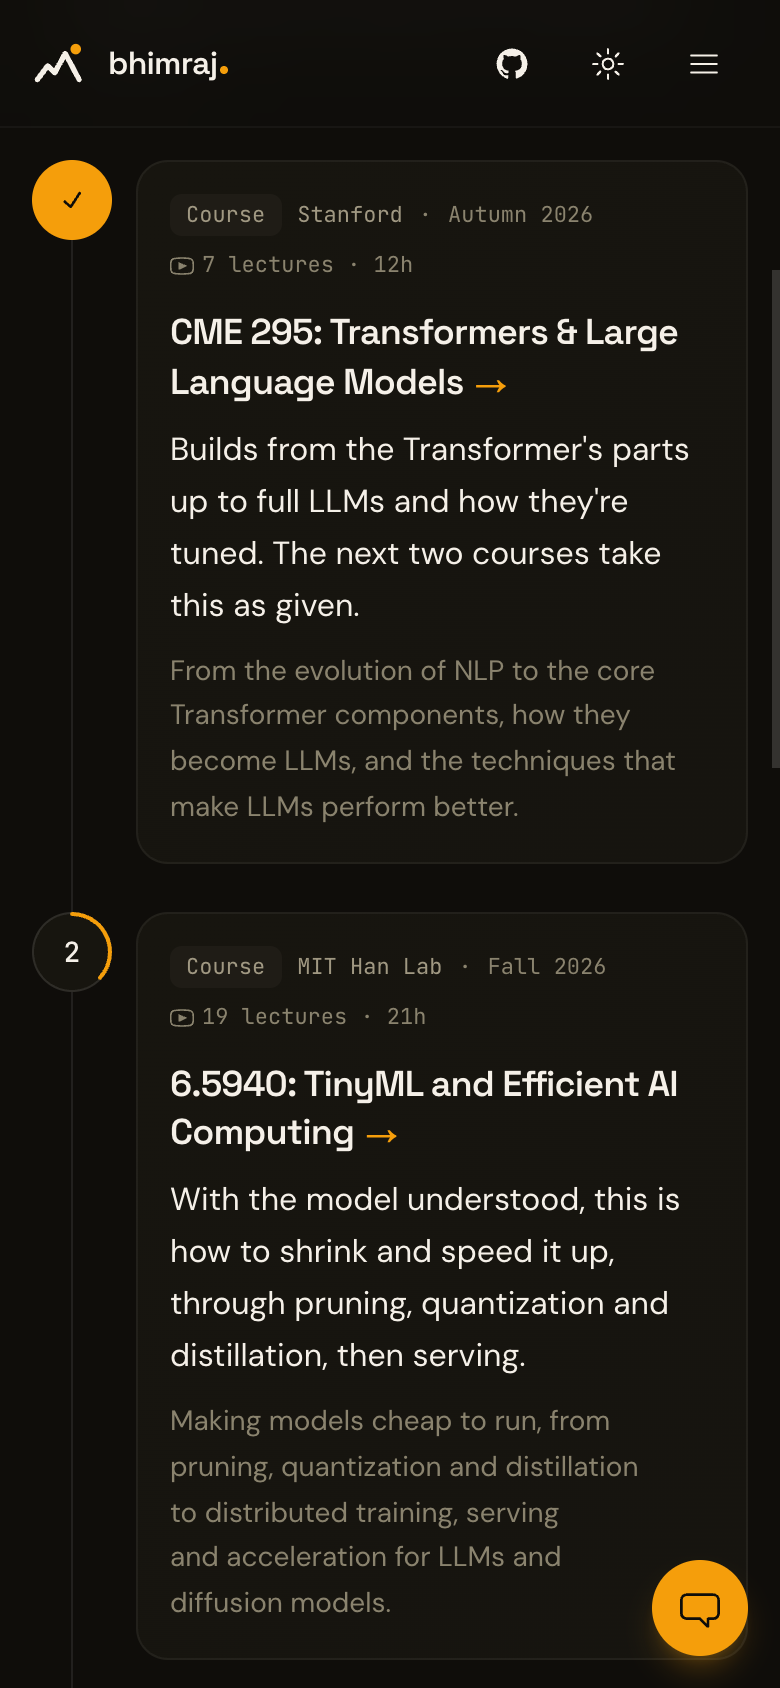 bhimraj.
Course Stanford · Autumn 2026
7 lectures · 12h
CME 295: Transformers & Large
Language Models →
Builds from the Transformer's parts
up to full LLMs and how they're
tuned. The next two courses take
this as given.
From the evolution of NLP to the core
Transformer components, how they
become LLMs, and the techniques that
make LLMs perform better.
2
Course MIT Han Lab · Fall 2026
19 lectures · 21h
6.5940: TinyML and Efficient AI
Computing →
With the model understood, this is
how to shrink and speed it up,
through pruning, quantization and
distillation, then serving.
Making models cheap to run, from
pruning, quantization and distillation
to distributed training, serving
and acceleration for LLMs and
diffusion models.